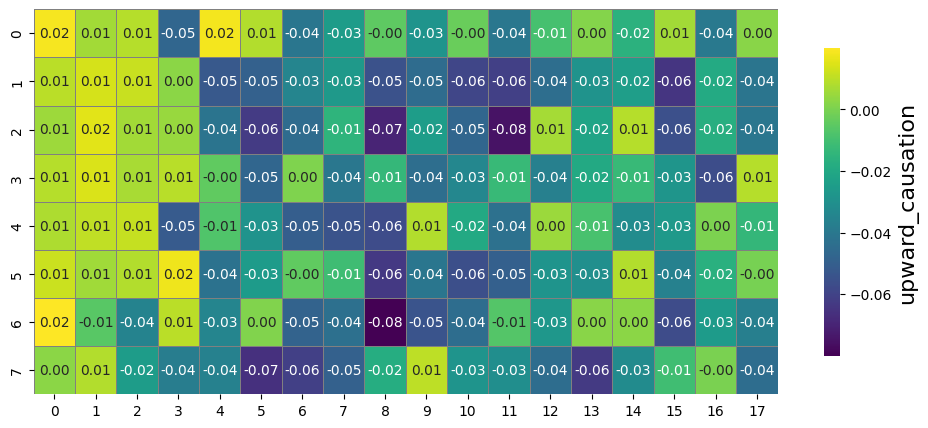 0 0.02 0.01 0.01 -0.05 0.02 0.01 -0.04 -0.03 -0.00 -0.03 -0.00 -0.04 -0.01 0.00 -0.02 0.01 -0.04 0.00
1 0.01 0.01 0.01 0.00 -0.05 -0.05 -0.03 -0.03 -0.05 -0.05 -0.06 -0.06 -0.04 -0.03 -0.02 -0.06 -0.02 -0.04
2 0.01 0.02 0.01 0.00 -0.04 -0.06 -0.04 -0.01 -0.07 -0.02 -0.05 -0.08 0.01 -0.02 0.01 -0.06 -0.02 -0.04
3 0.01 0.01 0.01 0.01 -0.00 -0.05 0.00 -0.04 -0.01 -0.04 -0.03 -0.01 -0.04 -0.02 -0.01 -0.03 -0.06 0.01
4 0.01 0.01 0.01 -0.05 -0.01 -0.03 -0.05 -0.05 -0.06 0.01 -0.02 -0.04 0.00 -0.01 -0.03 -0.03 0.00 -0.01
5 0.01 0.01 0.01 0.02 -0.04 -0.03 -0.00 -0.01 -0.06 -0.04 -0.06 -0.05 -0.03 -0.03 0.01 -0.04 -0.02 -0.00
6 0.02 -0.01 -0.04 0.01 -0.03 0.00 -0.05 -0.04 -0.08 -0.05 -0.04 -0.01 -0.03 0.00 0.00 -0.06 -0.03 -0.04
7 0.00 0.01 -0.02 -0.04 -0.04 -0.07 -0.06 -0.05 -0.02 0.01 -0.03 -0.03 -0.04 -0.06 -0.03 -0.01 -0.00 -0.04
0 1 2 3 4 5 6 7 8 9 10 11 12 13 14 15 16 17
0.00
−0.02
−0.04
−0.06
upward_causation